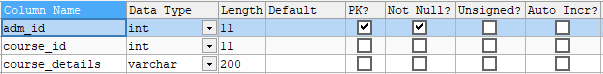 Column Name Data Type Length Default PK? Not Null? Unsigned? Auto Incr?
adm_id int 11
course_id int 11
course_details varchar 200